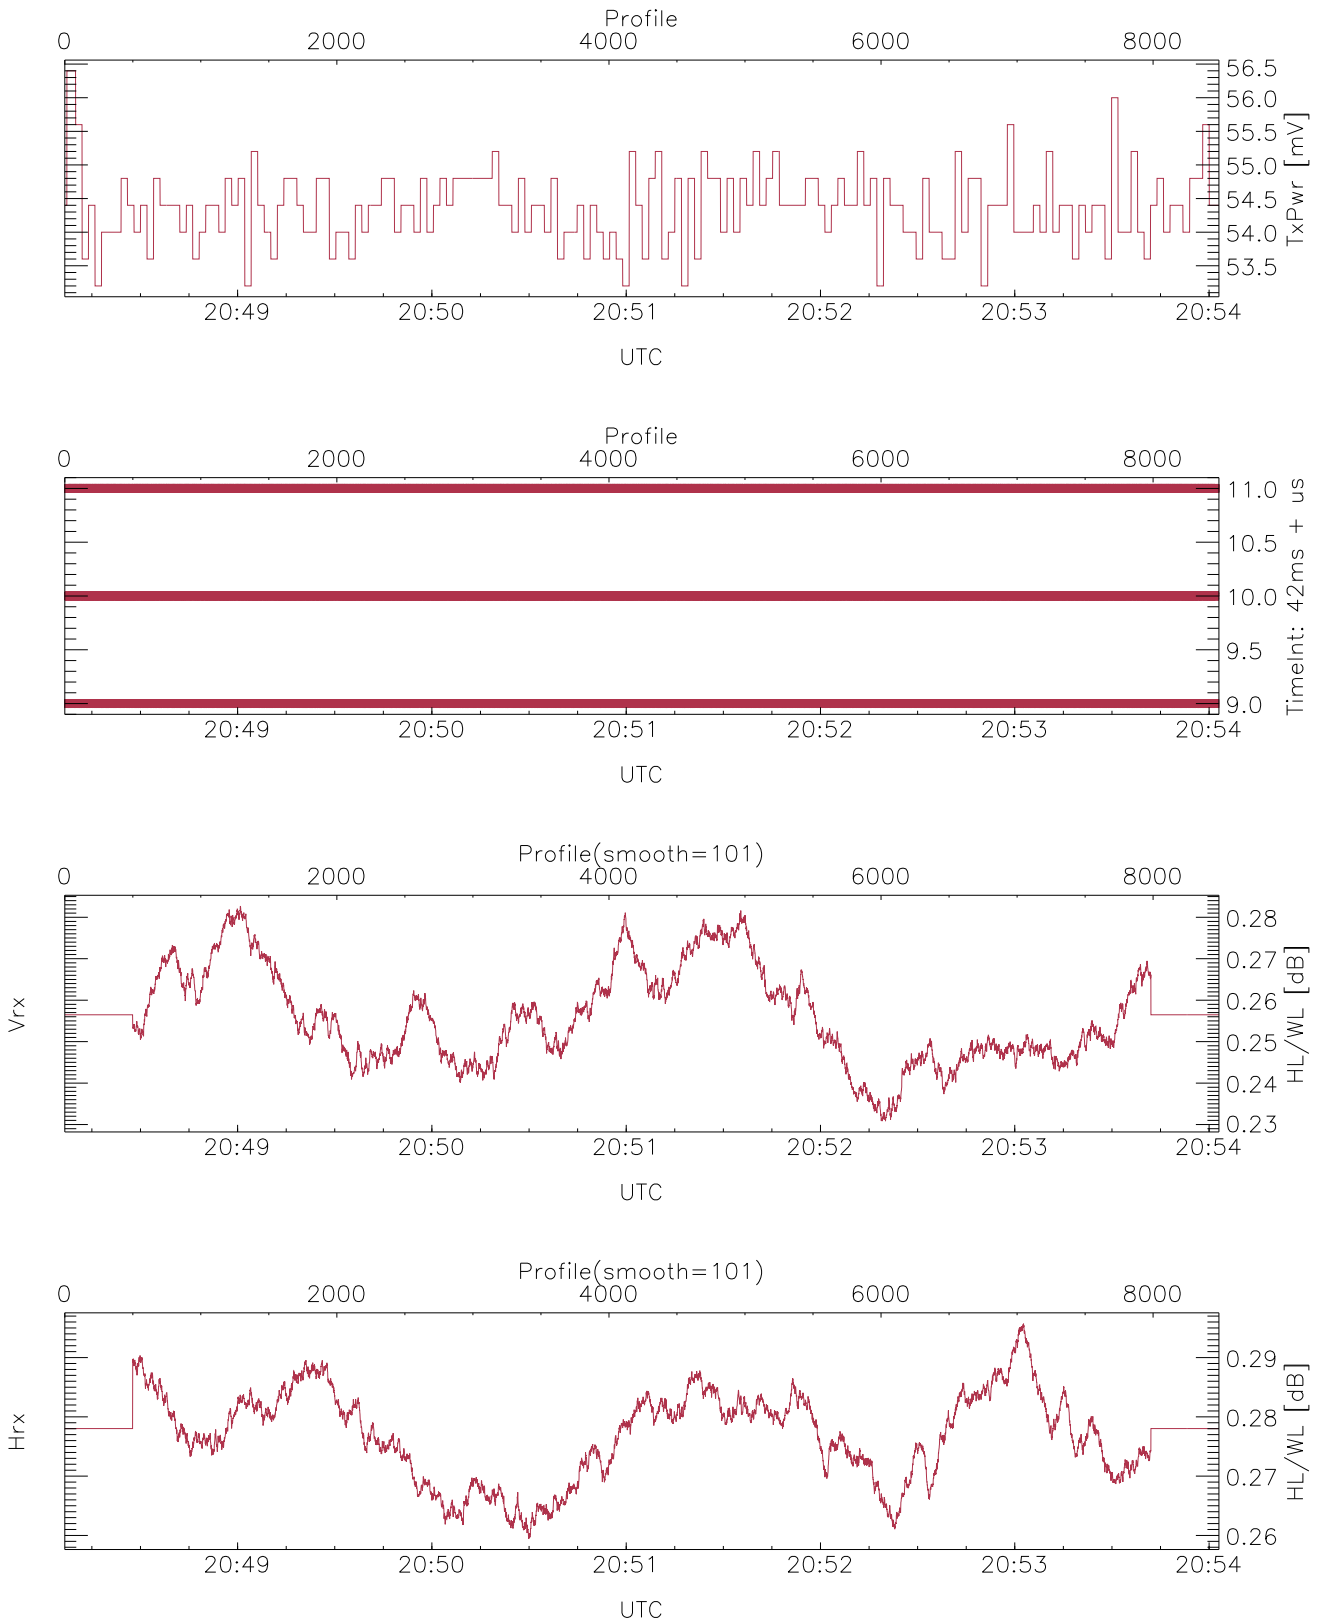 Profile
0 2000 4000 6000 8000
56.5
56.0
55.5
55.0
54.5
54.0
53.5
TxPwr [mV]
20:49 20:50 20:51 20:52 20:53 20:54
UTC
Profile
0 2000 4000 6000 8000
11.0
10.5
10.0
9.5
9.0
TimeInt: 42ms + us
20:49 20:50 20:51 20:52 20:53 20:54
UTC
Profile(smooth=101)
0 2000 4000 6000 8000
Vrx
0.28
0.27
0.26
0.25
0.24
0.23
HL/WL [dB]
20:49 20:50 20:51 20:52 20:53 20:54
UTC
Profile(smooth=101)
0 2000 4000 6000 8000
Hrx
0.29
0.28
0.27
0.26
HL/WL [dB]
20:49 20:50 20:51 20:52 20:53 20:54
UTC